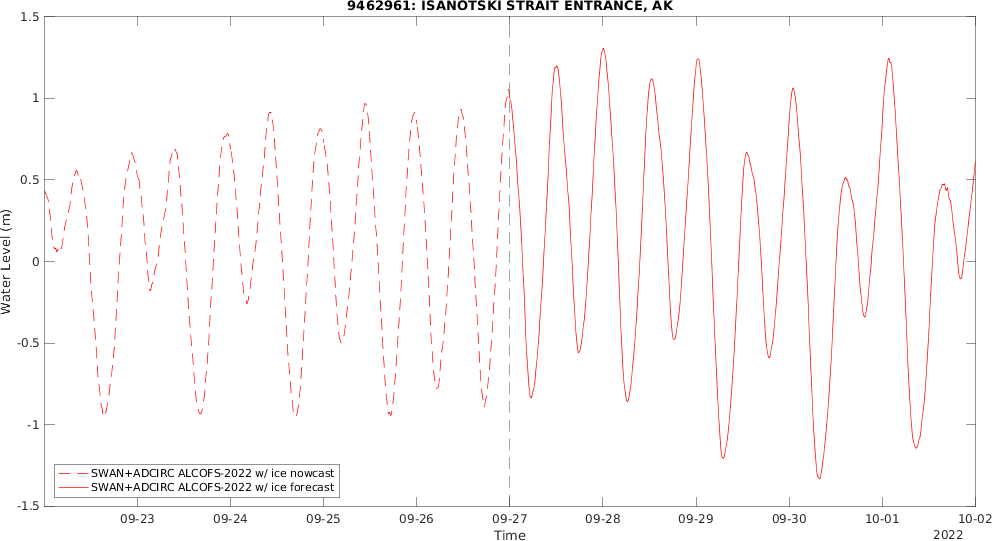 9462961: ISANOTSKI STRAIT ENTRANCE, AK
1.5
1
0.5
0
-0.5
-1
-1.5
Water Level (m)
SWAN+ADCIRC ALCOFS-2022 w/ ice nowcast
SWAN+ADCIRC ALCOFS-2022 w/ ice forecast
09-23 09-24 09-25 09-26 09-27 09-28 09-29 09-30 10-01 10-02
Time
2022